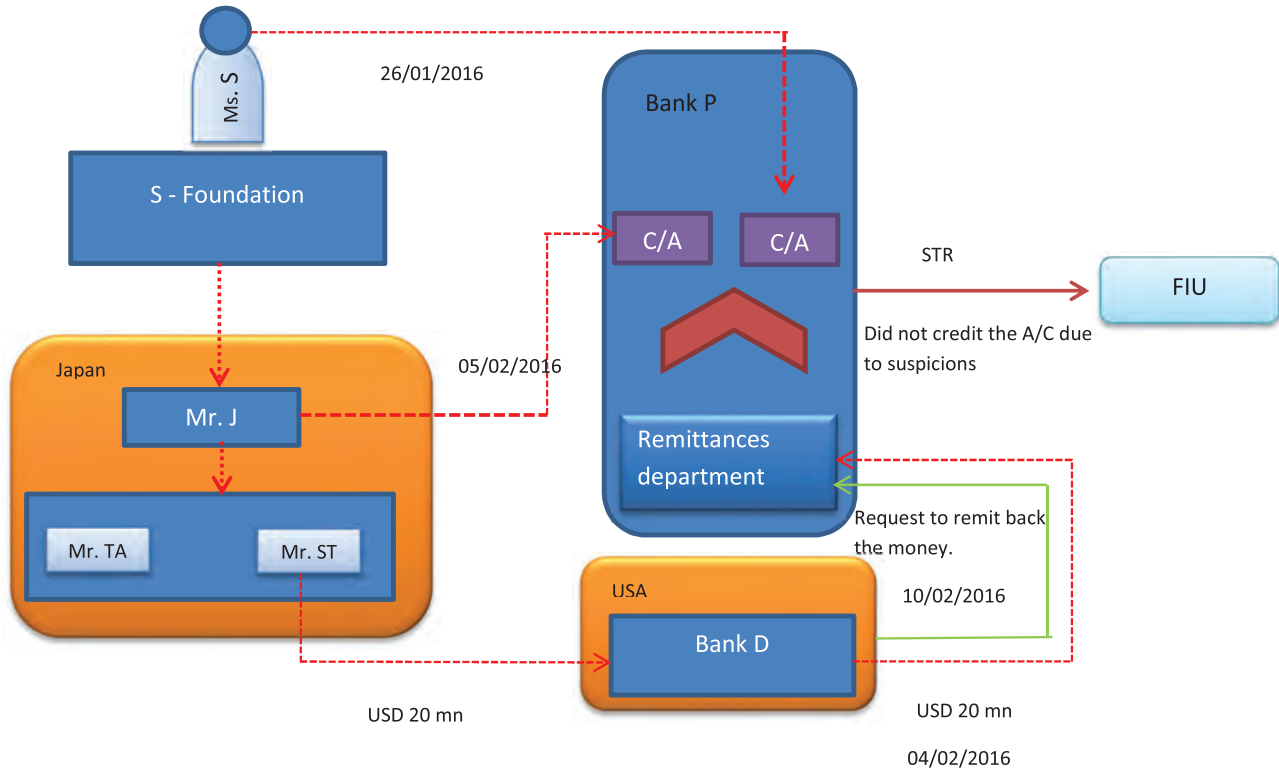 Ms. S
26/01/2016
Bank P
S - Foundation
C/A
C/A
STR
FIU
Did not credit the A/C due
to suspicions
Japan
05/02/2016
Mr. J
Remittances
department
Mr. TA
Mr. ST
Request to remit back
the money.
10/02/2016
USA
Bank D
USD 20 mn
USD 20 mn
04/02/2016